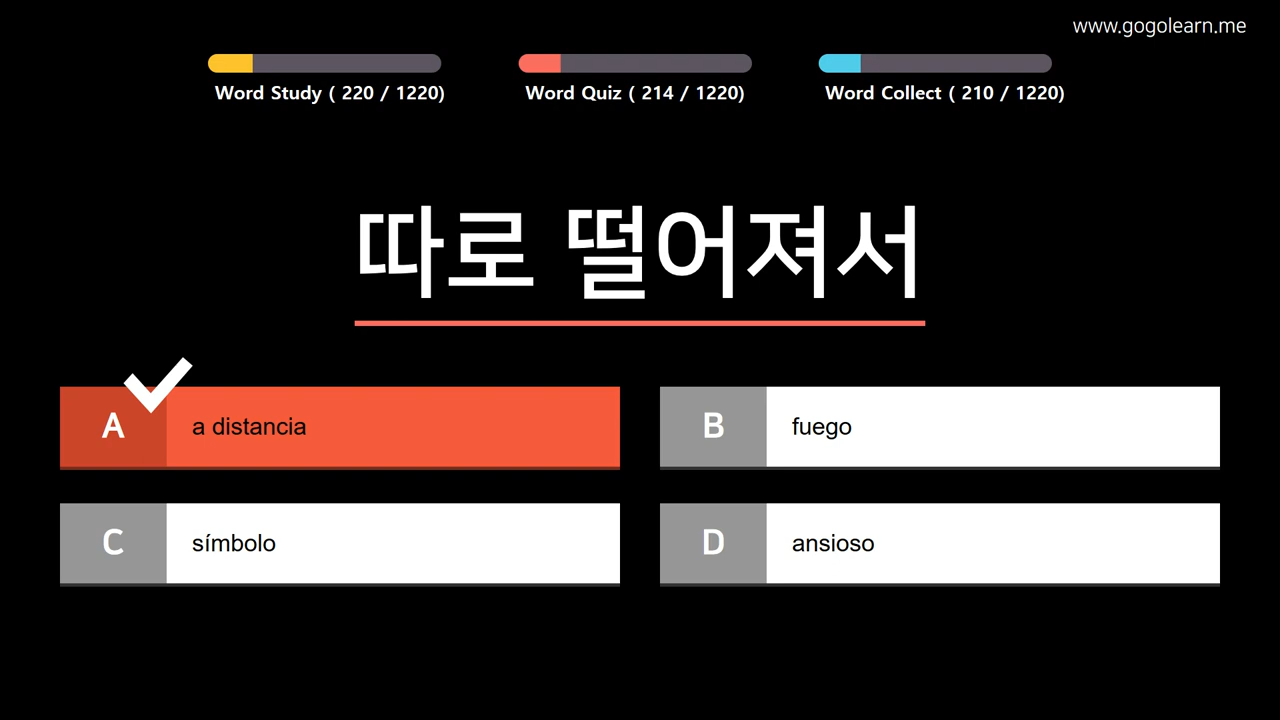 www.gogolearn.me
Word Study ( 220 / 1220)
Word Quiz ( 214 / 1220)
Word Collect ( 210 / 1220)
따로 떨어져서
A
a distancia
B
fuego
C
símbolo
D
ansioso